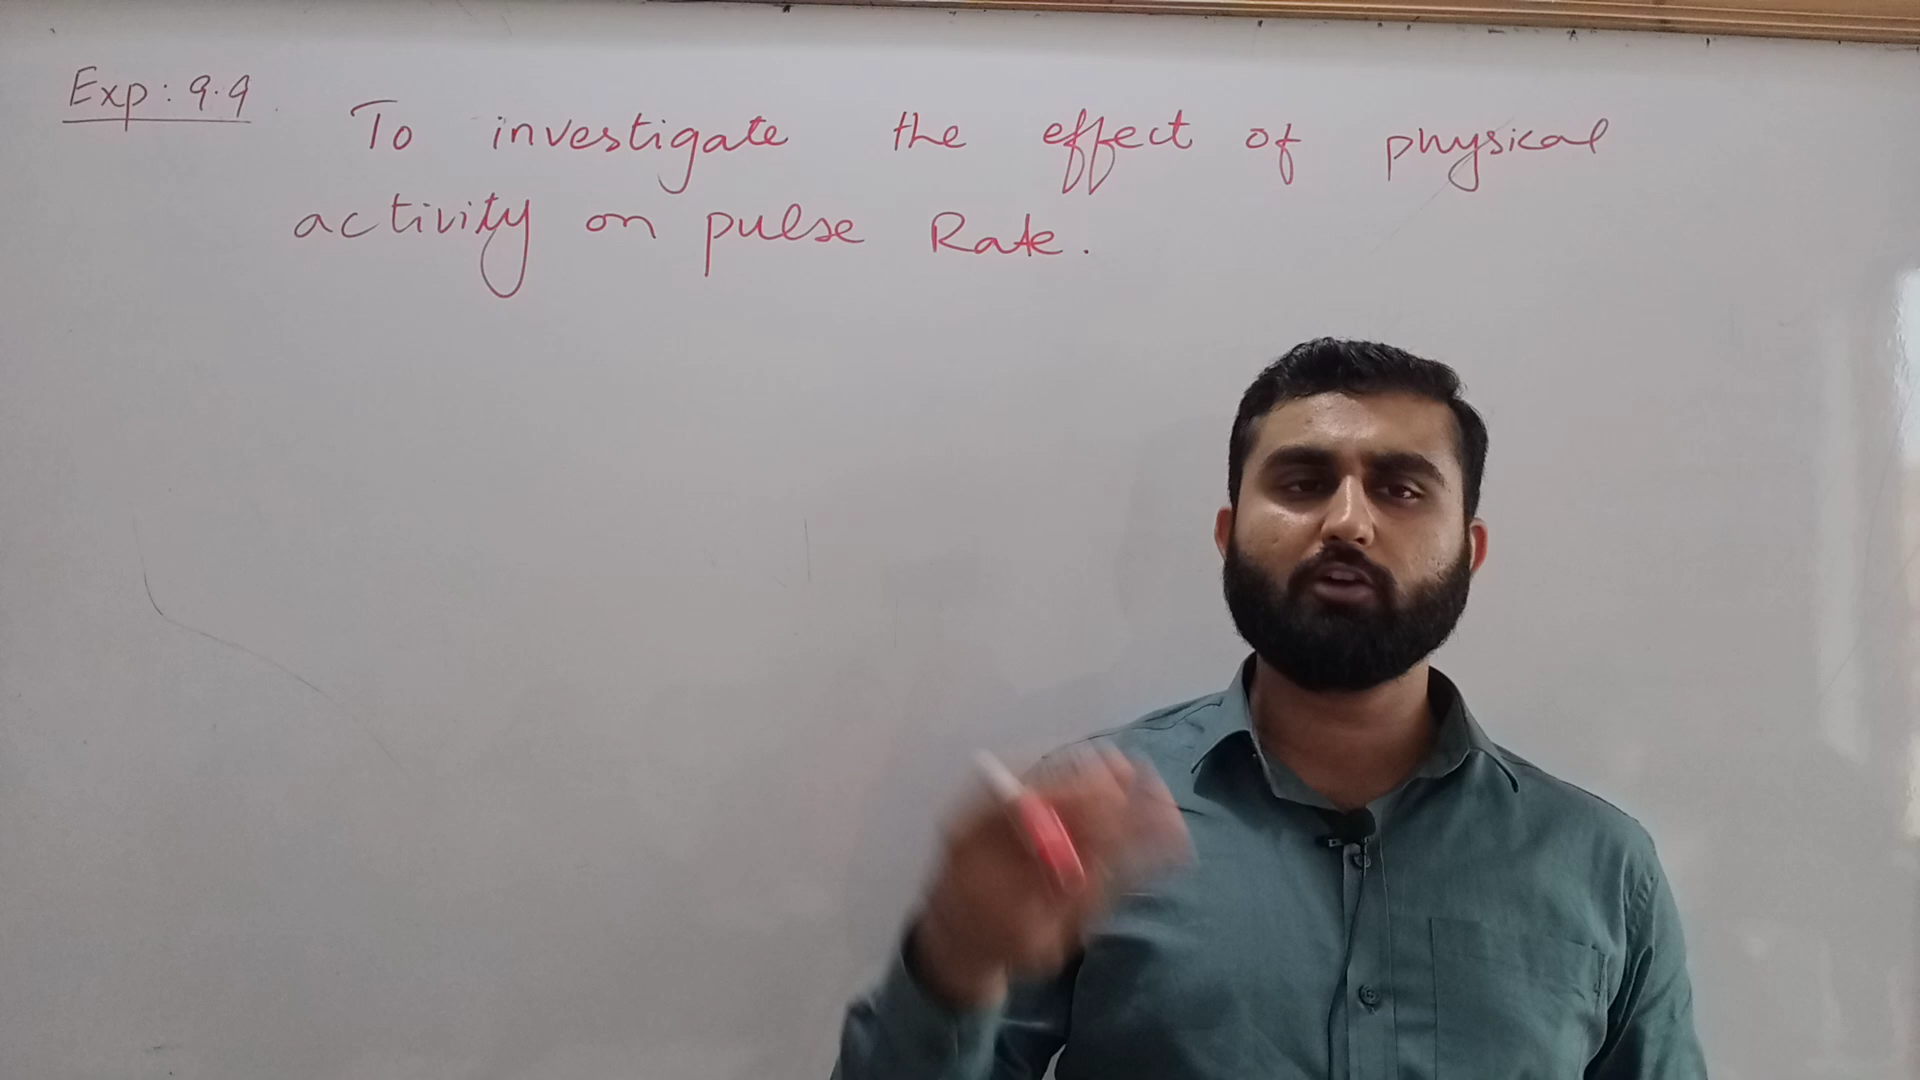 Exp: 9.9
To investigate the effect of physical
activity on pulse Rate.